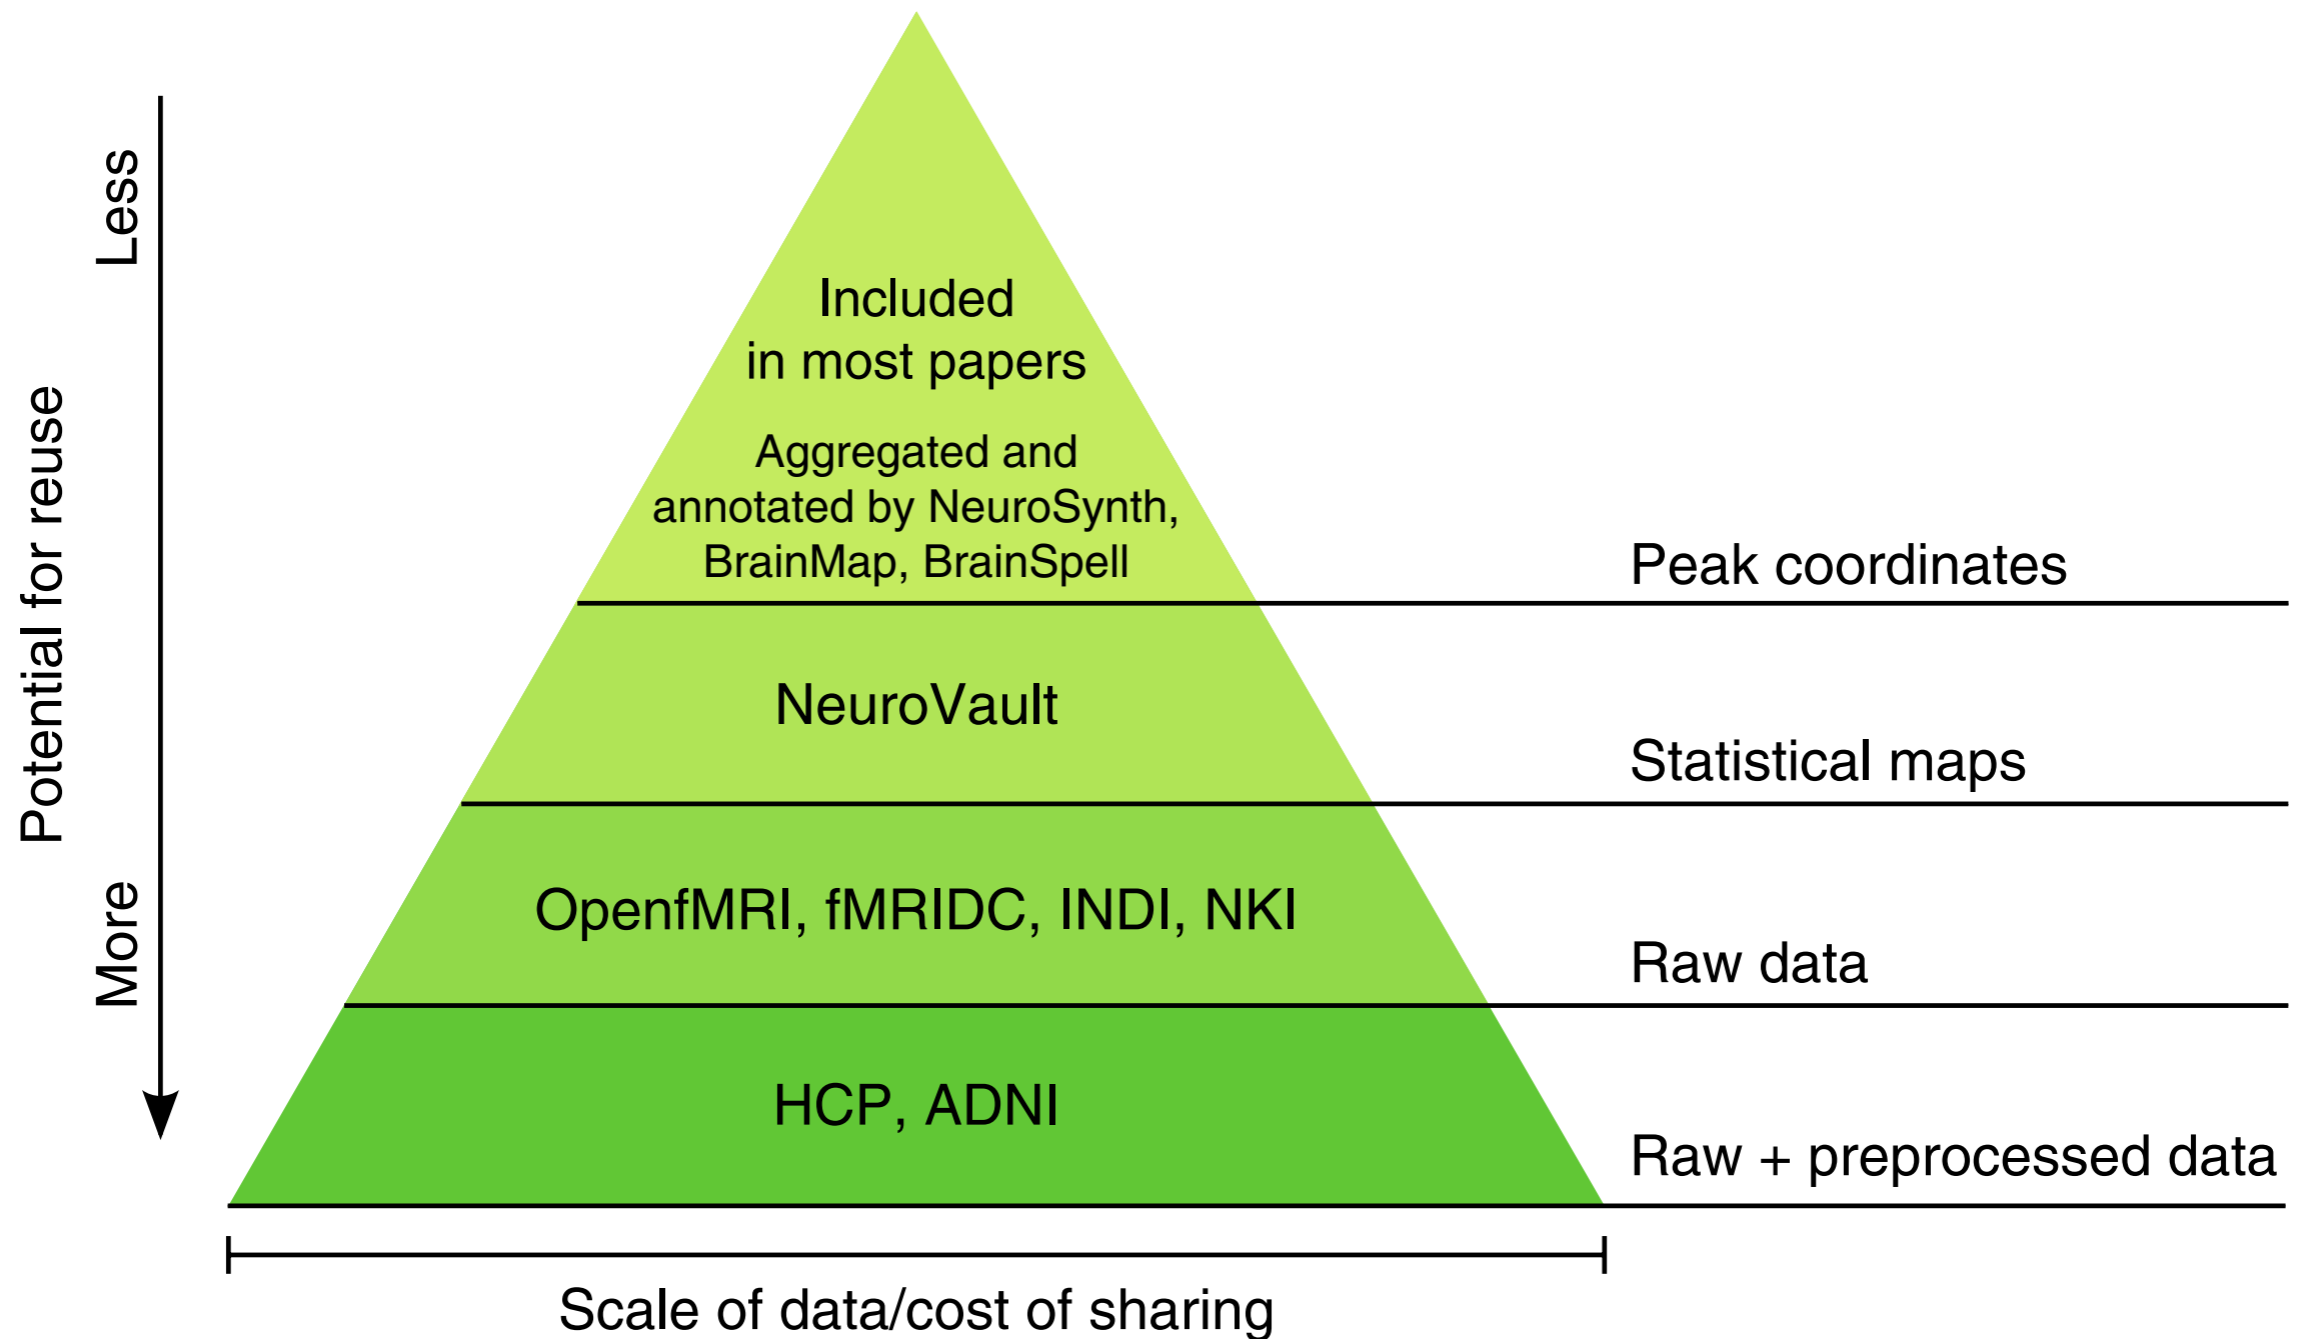 Potential for reuse
Less
More
Included
in most papers
Aggregated and
annotated by NeuroSynth,
BrainMap, BrainSpell
Peak coordinates
NeuroVault
Statistical maps
OpenfMRI, fMRIDC, INDI, NKI
Raw data
HCP, ADNI
Raw + preprocessed data
Scale of data/cost of sharing